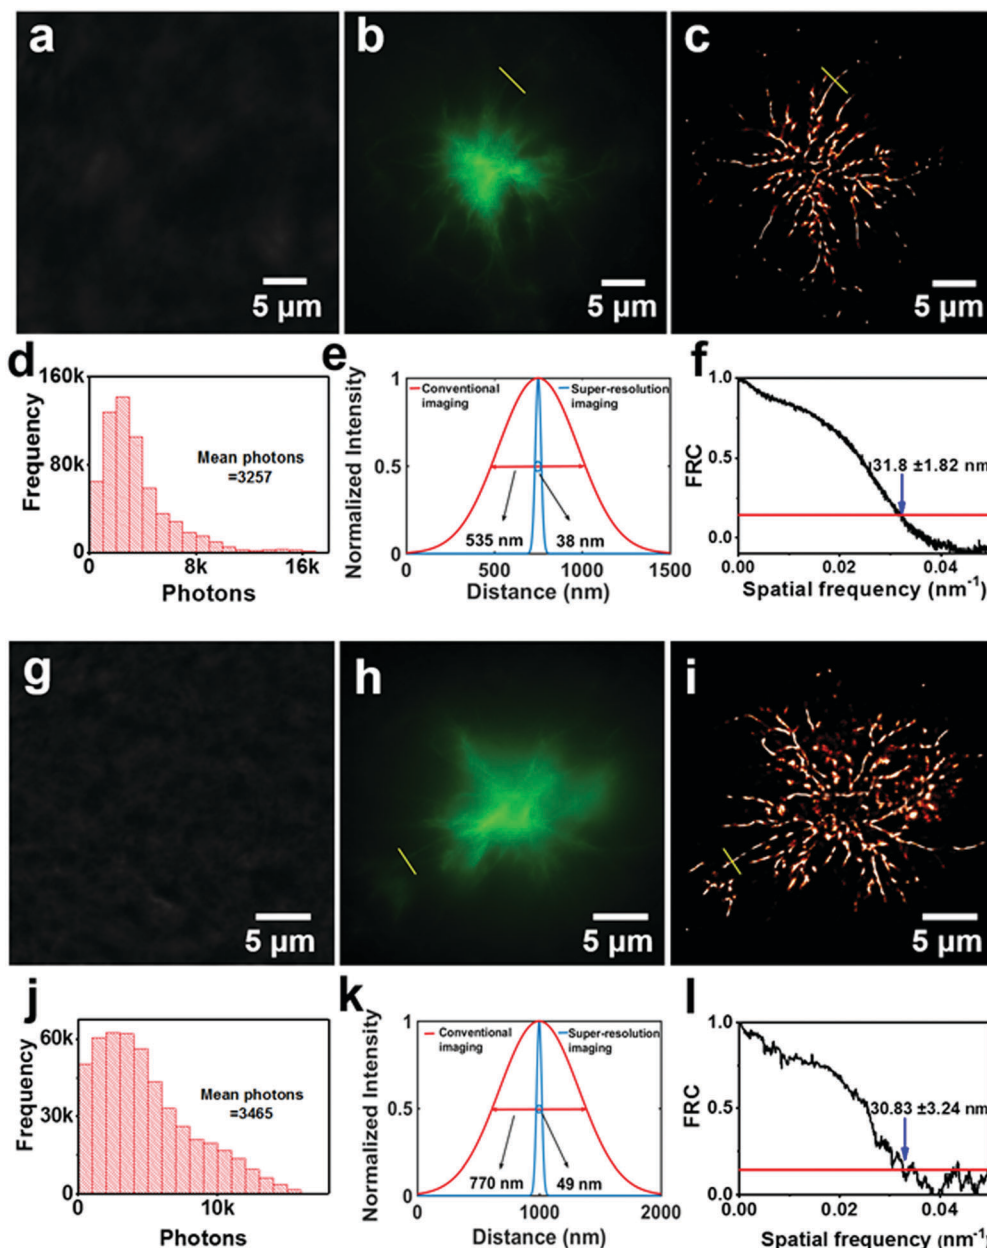 a
5 μm
b
5 μm
c
5 μm
d
160k
80k
0
Frequency
Mean photons
=3257
0
8k
16k
Photons
e
1
0.5
0
Normalized Intensity
Conventional
imaging
Super-resolution
imaging
535 nm
38 nm
0
500
1000
1500
Distance (nm)
f
1.0
0.5
0.0
FRC
31.8 ±1.82 nm
0.00
0.02
0.04
Spatial frequency (nm⁻¹)
g
5 μm
h
5 μm
i
5 μm
j
60k
30k
0
Frequency
Mean photons
=3465
10k
Photons
k
1
0.5
0
Normalized Intensity
Conventional
imaging
Super-resolution
imaging
770 nm
49 nm
0
1000
2000
Distance (nm)
l
1.0
0.5
0.0
FRC
30.83 ±3.24 nm
0.00
0.02
0.04
Spatial frequency (nm⁻¹)